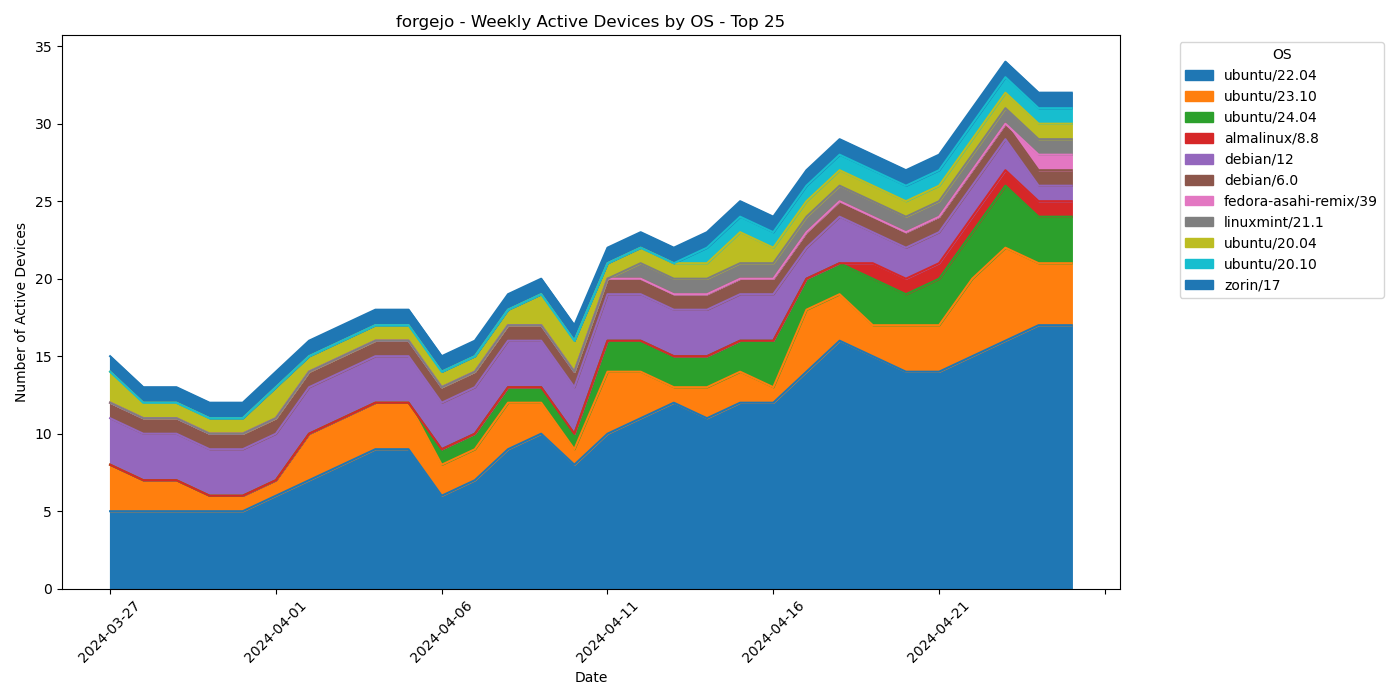 forgejo - Weekly Active Devices by OS - Top 25
Number of Active Devices
35
30
25
20
15
10
5
0
2024-03-27
2024-04-01
2024-04-06
2024-04-11
2024-04-16
2024-04-21
Date
OS
ubuntu/22.04
ubuntu/23.10
ubuntu/24.04
almalinux/8.8
debian/12
debian/6.0
fedora-asahi-remix/39
linuxmint/21.1
ubuntu/20.04
ubuntu/20.10
zorin/17